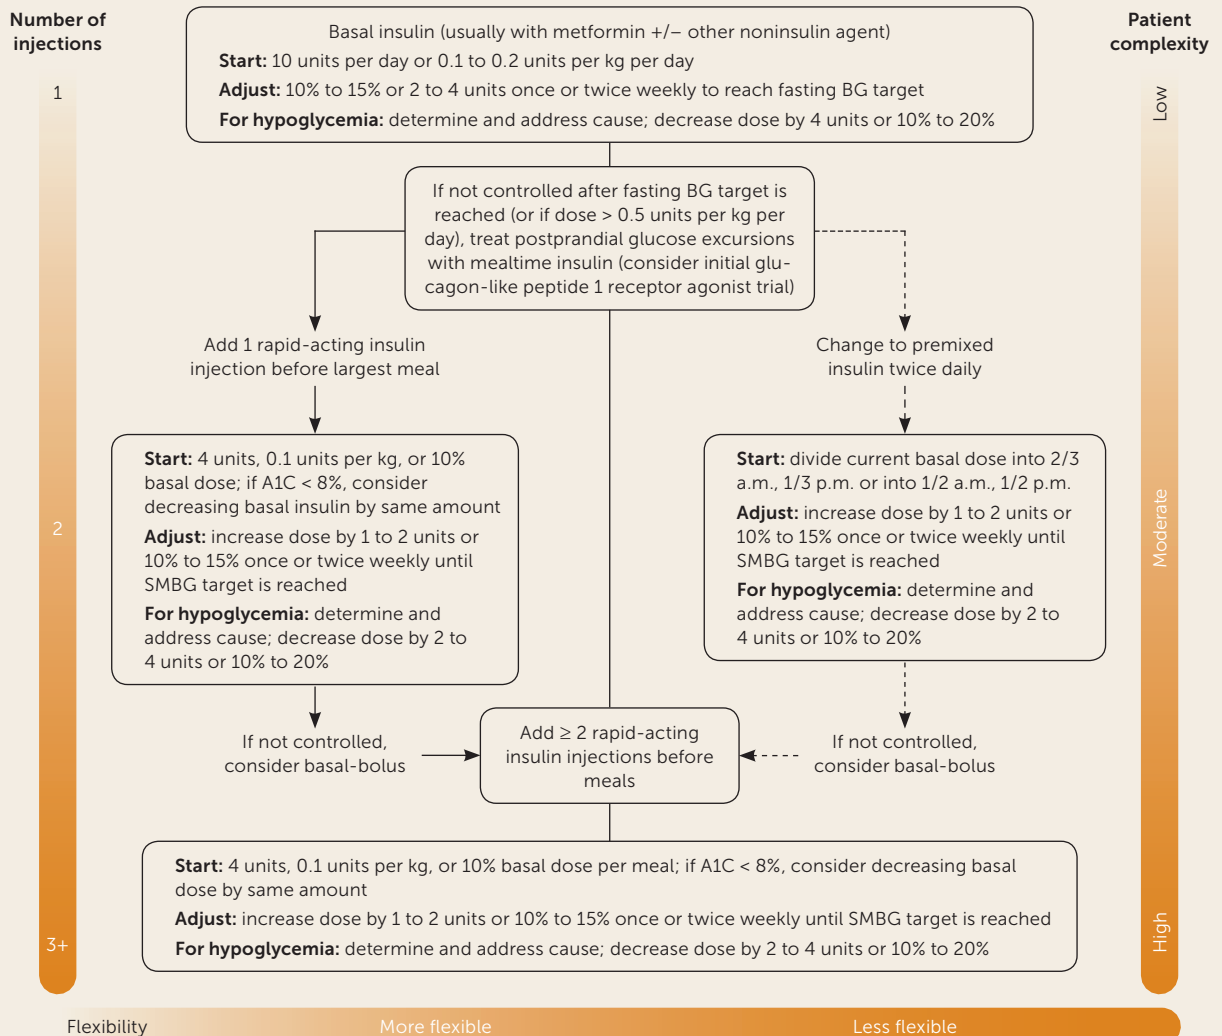 Number of
injections
Patient
complexity
1
2
3+
Low
Moderate
High
Basal insulin (usually with metformin +/– other noninsulin agent)
Start: 10 units per day or 0.1 to 0.2 units per kg per day
Adjust: 10% to 15% or 2 to 4 units once or twice weekly to reach fasting BG target
For hypoglycemia: determine and address cause; decrease dose by 4 units or 10% to 20%
If not controlled after fasting BG target is
reached (or if dose > 0.5 units per kg per
day), treat postprandial glucose excursions
with mealtime insulin (consider initial glu-
cagon-like peptide 1 receptor agonist trial)
Add 1 rapid-acting insulin
injection before largest meal
Change to premixed
insulin twice daily
Start: 4 units, 0.1 units per kg, or 10%
basal dose; if A1C < 8%, consider
decreasing basal insulin by same amount
Adjust: increase dose by 1 to 2 units or
10% to 15% once or twice weekly until
SMBG target is reached
For hypoglycemia: determine and
address cause; decrease dose by 2 to
4 units or 10% to 20%
Start: divide current basal dose into 2/3
a.m., 1/3 p.m. or into 1/2 a.m., 1/2 p.m.
Adjust: increase dose by 1 to 2 units or
10% to 15% once or twice weekly until
SMBG target is reached
For hypoglycemia: determine and
address cause; decrease dose by 2 to
4 units or 10% to 20%
If not controlled,
consider basal-bolus
Add ≥ 2 rapid-acting
insulin injections before
meals
If not controlled,
consider basal-bolus
Start: 4 units, 0.1 units per kg, or 10% basal dose per meal; if A1C < 8%, consider decreasing basal
dose by same amount
Adjust: increase dose by 1 to 2 units or 10% to 15% once or twice weekly until SMBG target is reached
For hypoglycemia: determine and address cause; decrease dose by 2 to 4 units or 10% to 20%
Flexibility
More flexible
Less flexible